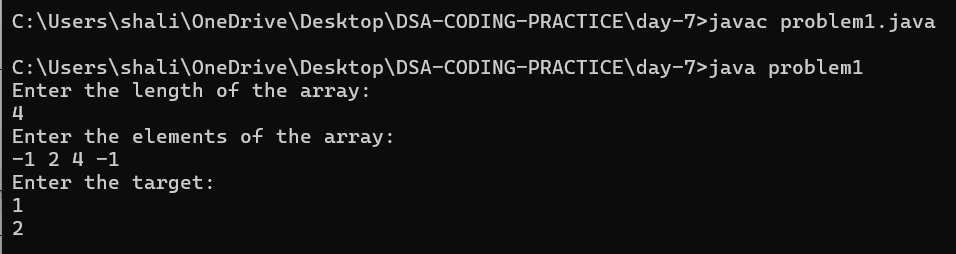 C:\Users\shali\OneDrive\Desktop\DSA-CODING-PRACTICE\day-7>javac problem1.java
C:\Users\shali\OneDrive\Desktop\DSA-CODING-PRACTICE\day-7>java problem1
Enter the length of the array:
4
Enter the elements of the array:
-1 2 4 -1
Enter the target:
1
2